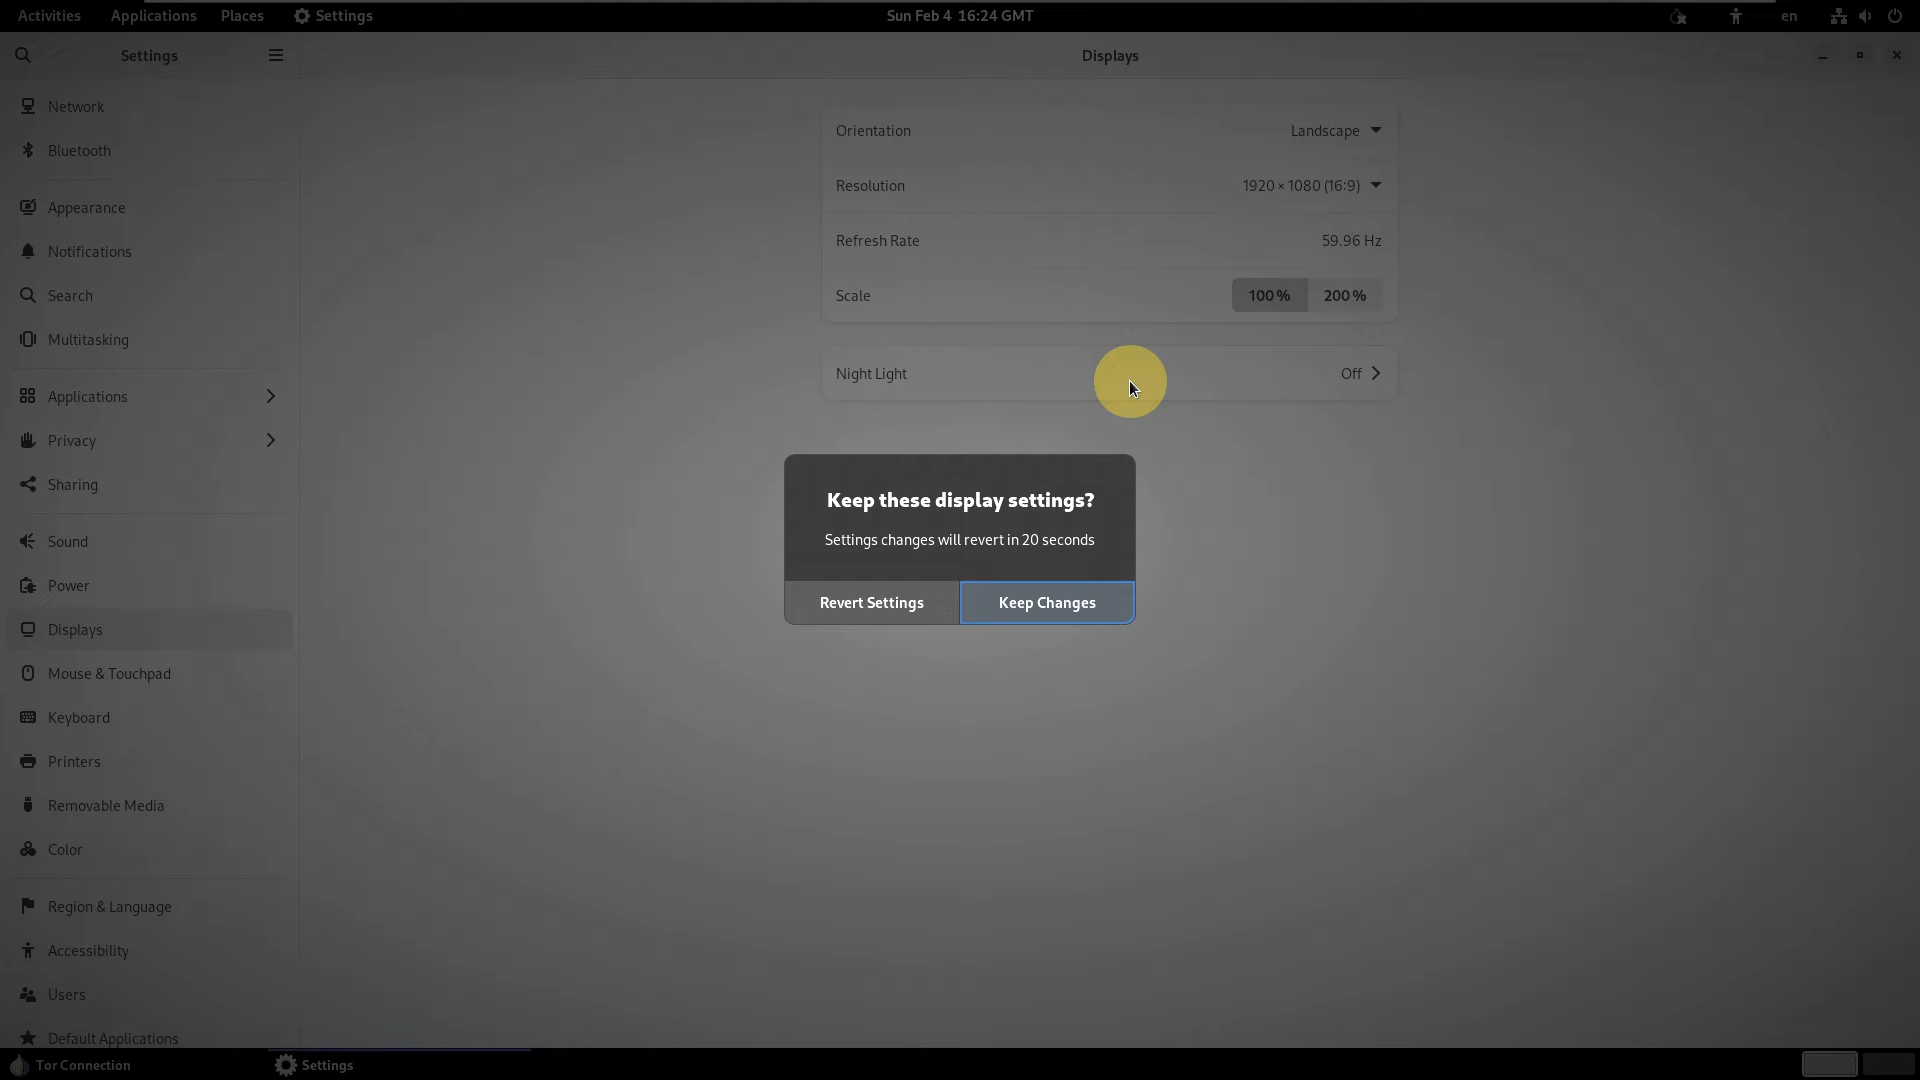 Activities Applications Places Settings Sun Feb 4 16:24 GMT en
Settings Displays
Network
Bluetooth
Appearance
Notifications
Search
Multitasking
Applications
Privacy
Sharing
Sound
Power
Displays
Mouse & Touchpad
Keyboard
Printers
Removable Media
Color
Region & Language
Accessibility
Users
Default Applications
Orientation Landscape
Resolution 1920 × 1080 (16:9)
Refresh Rate 59.96 Hz
Scale 100 % 200 %
Night Light Off
Keep these display settings?
Settings changes will revert in 20 seconds
Revert Settings Keep Changes
Tor Connection Settings